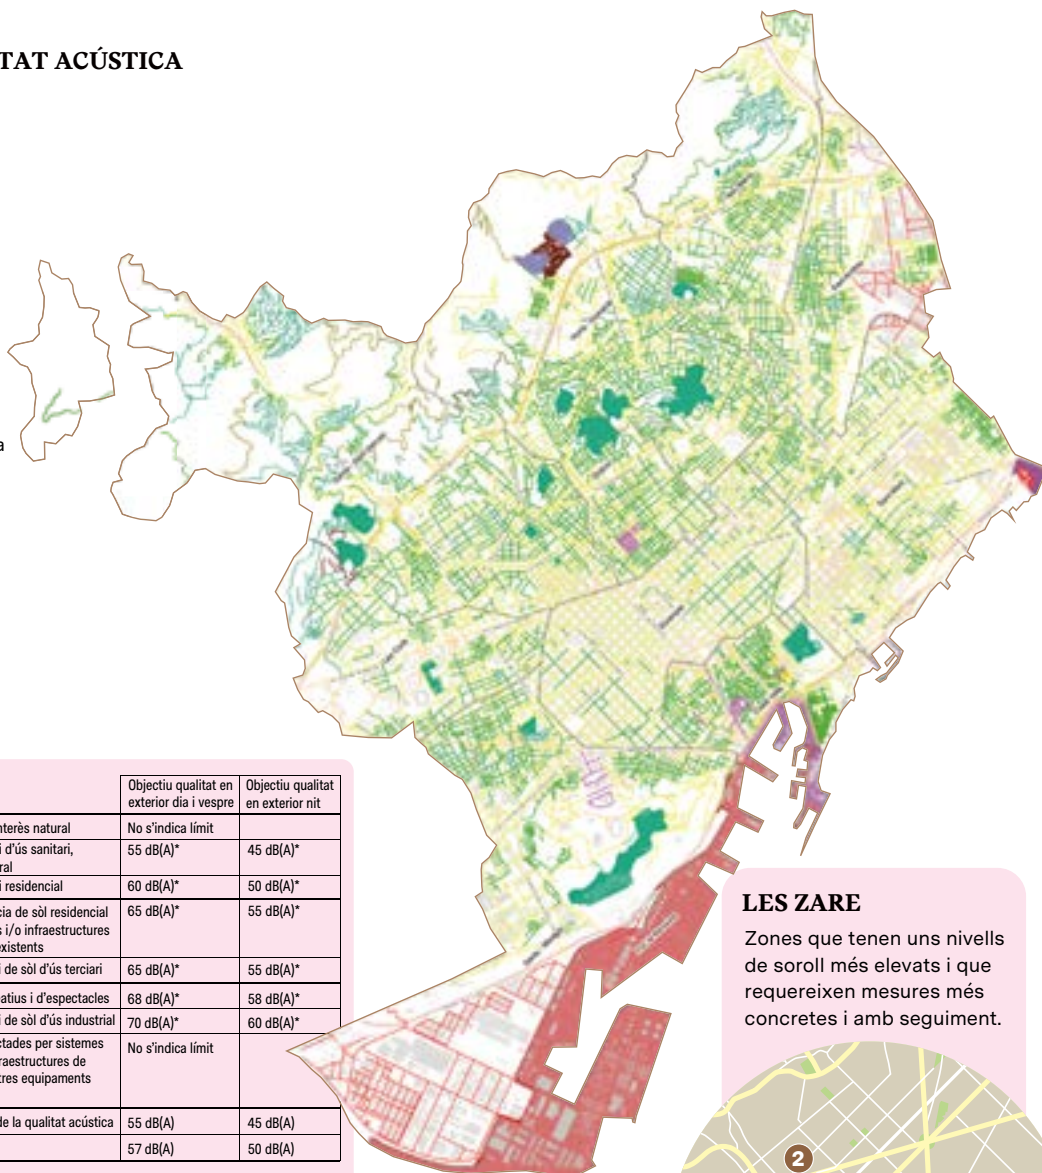 TAT ACÚSTICA
a
Objectiu qualitat en
exterior dia i vespre
Objectiu qualitat
en exterior nit
nterès natural
No s'indica límit
i d'ús sanitari,
ral
55 dB(A)*
45 dB(A)*
i residencial
60 dB(A)*
50 dB(A)*
cia de sòl residencial
s i/o infraestructures
existents
65 dB(A)*
55 dB(A)*
i de sòl d'ús terciari
65 dB(A)*
55 dB(A)*
eatius i d'espectacles
68 dB(A)*
58 dB(A)*
i de sòl d'ús industrial
70 dB(A)*
60 dB(A)*
ctades per sistemes
raestructures de
tres equipaments
No s'indica límit
de la qualitat acústica
55 dB(A)
45 dB(A)
57 dB(A)
50 dB(A)
LES ZARE
Zones que tenen uns nivells
de soroll més elevats i que
requereixen mesures més
concretes i amb seguiment.
2